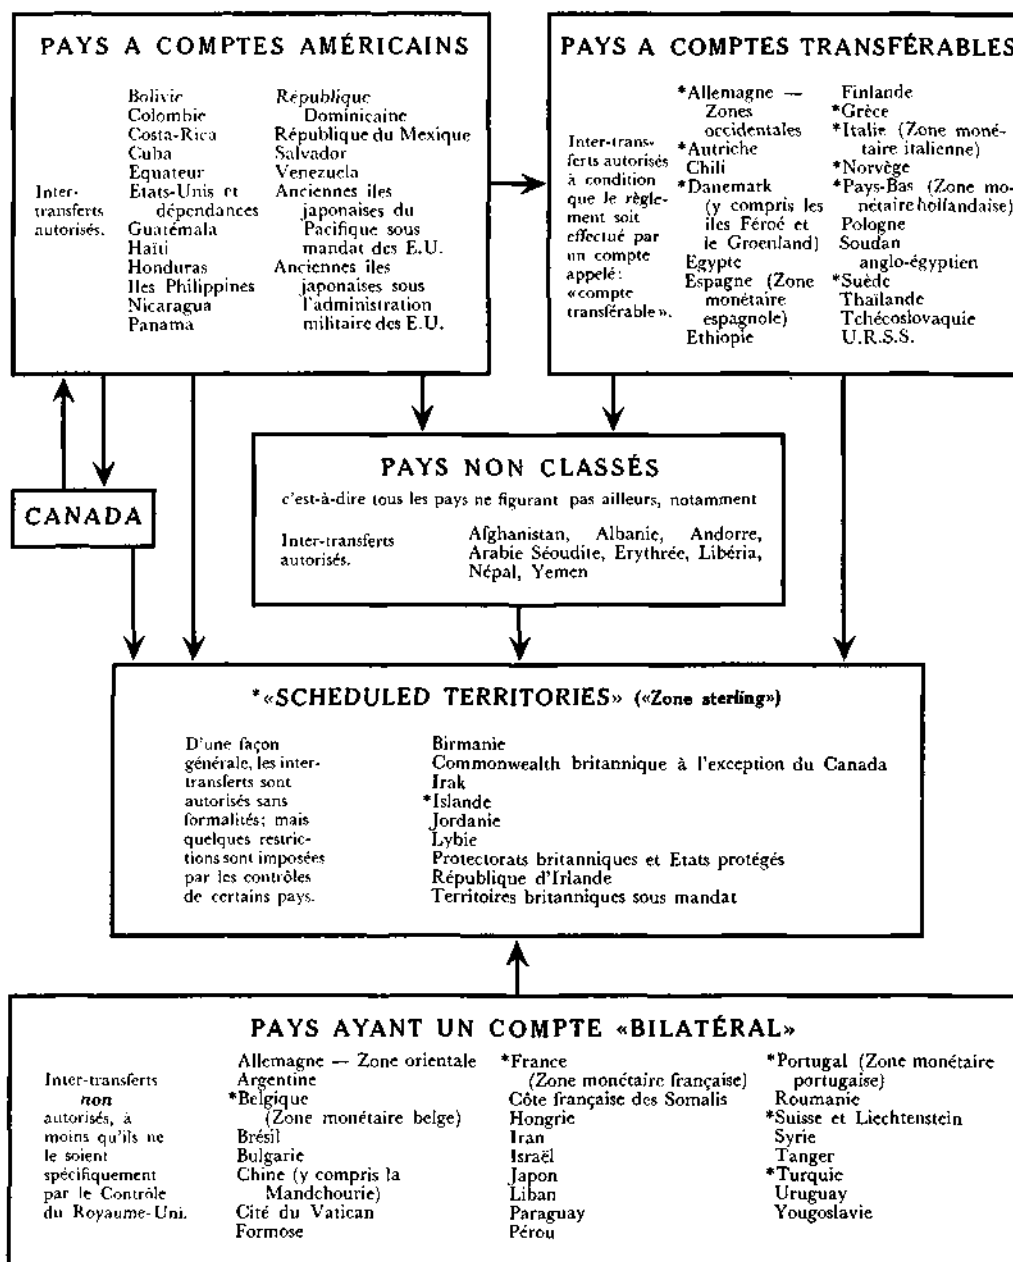 PAYS A COMPTES AMÉRICAINS
Inter-
transferts
autorisés.
Bolivie
Colombie
Costa-Rica
Cuba
Equateur
Etats-Unis et
dépendances
Guatémala
Haïti
Honduras
Iles Philippines
Nicaragua
Panama
République
Dominicaine
République du Mexique
Salvador
Venezuela
Anciennes îles
japonaises du
Pacifique sous
mandat des E.U.
Anciennes îles
japonaises sous
l'administration
militaire des E.U.
PAYS A COMPTES TRANSFÉRABLES
Inter-trans-
ferts autorisés
à condition
que le règle-
ment soit
effectué par
un compte
appelé:
«compte
transférable».
*Allemagne —
Zones
occidentales
*Autriche
Chili
*Danemark
(y compris les
îles Féroé et
le Groenland)
Egypte
Espagne (Zone
monétaire
espagnole)
Ethiopie
Finlande
*Grèce
*Italie (Zone moné-
taire italienne)
*Norvège
*Pays-Bas (Zone mo-
nétaire hollandaise)
Pologne
Soudan
anglo-égyptien
*Suède
Thaïlande
Tchécoslovaquie
U.R.S.S.
CANADA
PAYS NON CLASSÉS
c'est-à-dire tous les pays ne figurant pas ailleurs, notamment
Inter-transferts
autorisés.
Afghanistan, Albanie, Andorre,
Arabie Séoudite, Erythrée, Libéria,
Népal, Yemen
*«SCHEDULED TERRITORIES» («Zone sterling»)
D'une façon
générale, les inter-
transferts sont
autorisés sans
formalités; mais
quelques restric-
tions sont imposées
par les contrôles
de certains pays.
Birmanie
Commonwealth britannique à l'exception du Canada
Irak
*Islande
Jordanie
Lybie
Protectorats britanniques et Etats protégés
République d'Irlande
Territoires britanniques sous mandat
PAYS AYANT UN COMPTE «BILATÉRAL»
Inter-transferts
non
autorisés, à
moins qu'ils ne
le soient
spécifiquement
par le Contrôle
du Royaume-Uni.
Allemagne — Zone orientale
Argentine
*Belgique
(Zone monétaire belge)
Brésil
Bulgarie
Chine (y compris la
Mandchourie)
Cité du Vatican
Formose
*France
(Zone monétaire française)
Côte française des Somalis
Hongrie
Iran
Israël
Japon
Liban
Paraguay
Pérou
*Portugal (Zone monétaire
portugaise)
Roumanie
*Suisse et Liechtenstein
Syrie
Tanger
*Turquie
Uruguay
Yougoslavie